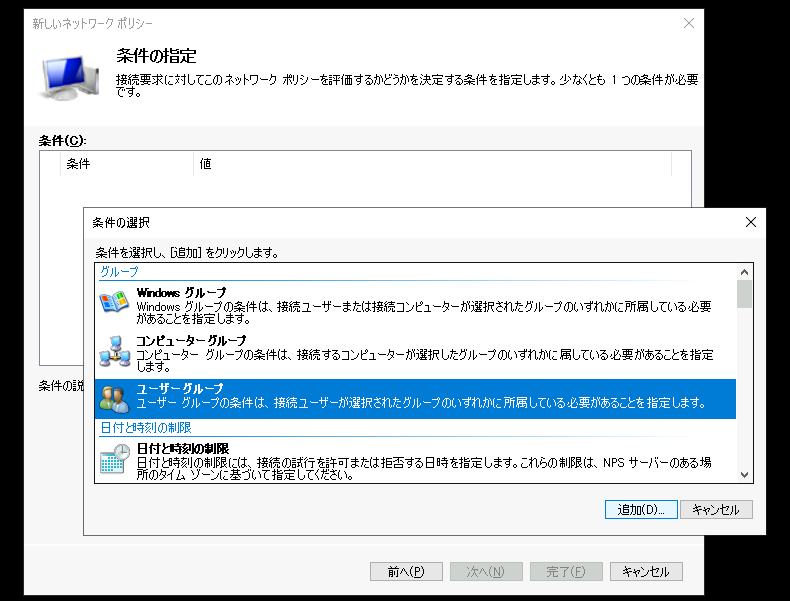 新しいネットワーク ポリシー
条件の指定
接続要求に対してこのネットワーク ポリシーを評価するかどうかを決定する条件を指定します。少なくとも 1 つの条件が必要
です。
条件(C):
条件 値
条件の選択
条件を選択し、[追加] をクリックします。
グループ
Windows グループ
Windows グループの条件は、接続ユーザーまたは接続コンピューターが選択されたグループのいずれかに所属している必要
があることを指定します。
コンピューター グループ
コンピューター グループの条件は、接続するコンピューターが選択したグループのいずれかに属している必要があることを指定
します。
ユーザー グループ
ユーザー グループの条件は、接続ユーザーが選択されたグループのいずれかに所属している必要があることを指定します。
日付と時刻の制限
日付と時刻の制限
日付と時刻の制限には、接続の試行を許可または拒否する日時を指定します。これらの制限は、NPS サーバーのある場
所のタイム ゾーンに基づいて指定してください。
条件の説
追加(D)... キャンセル
前へ(P) 次へ(N) 完了(F) キャンセル